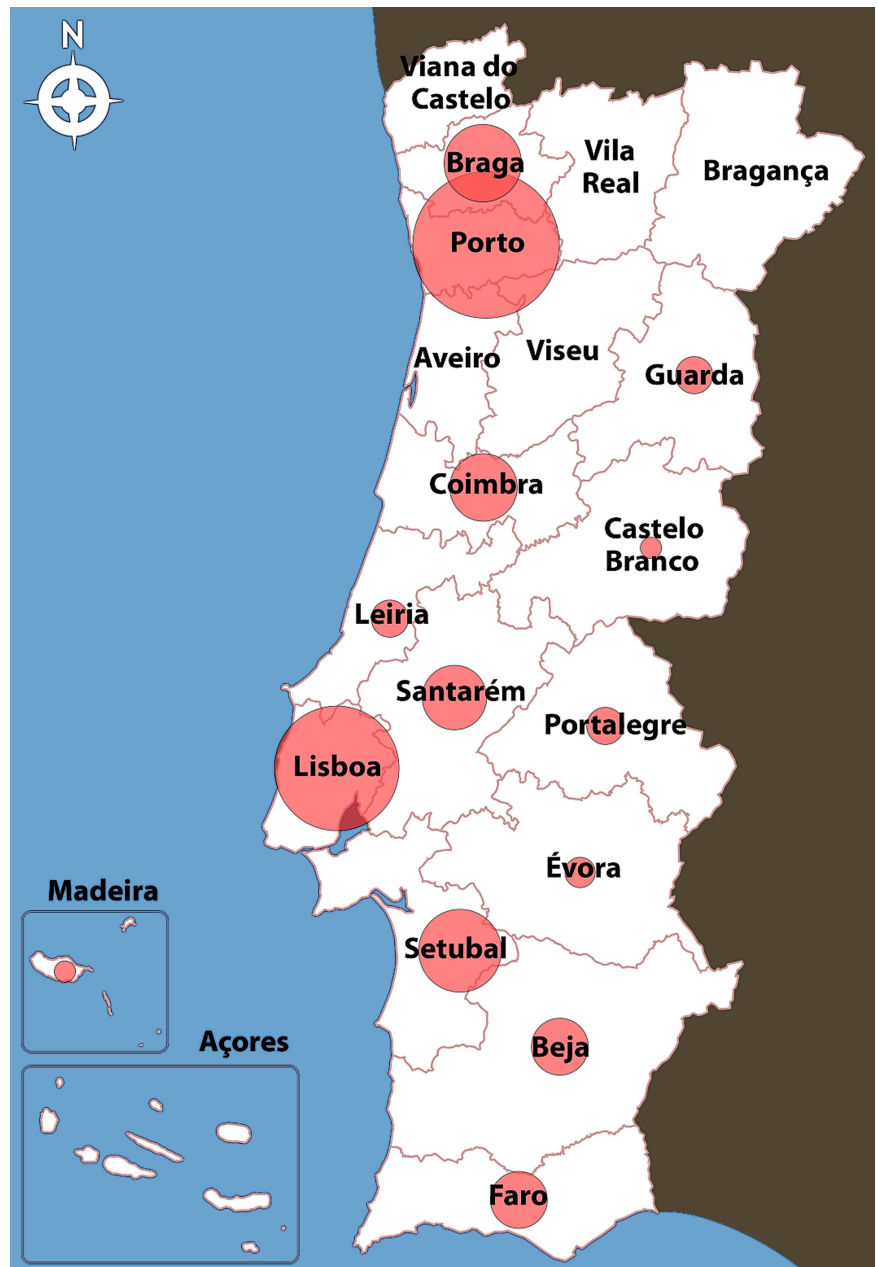 N
Viana do
Castelo
Braga
Vila
Real
Bragança
Porto
Aveiro
Viseu
Guarda
Coimbra
Castelo
Branco
Leiria
Santarém
Portalegre
Lisboa
Évora
Madeira
Setubal
Açores
Beja
Faro